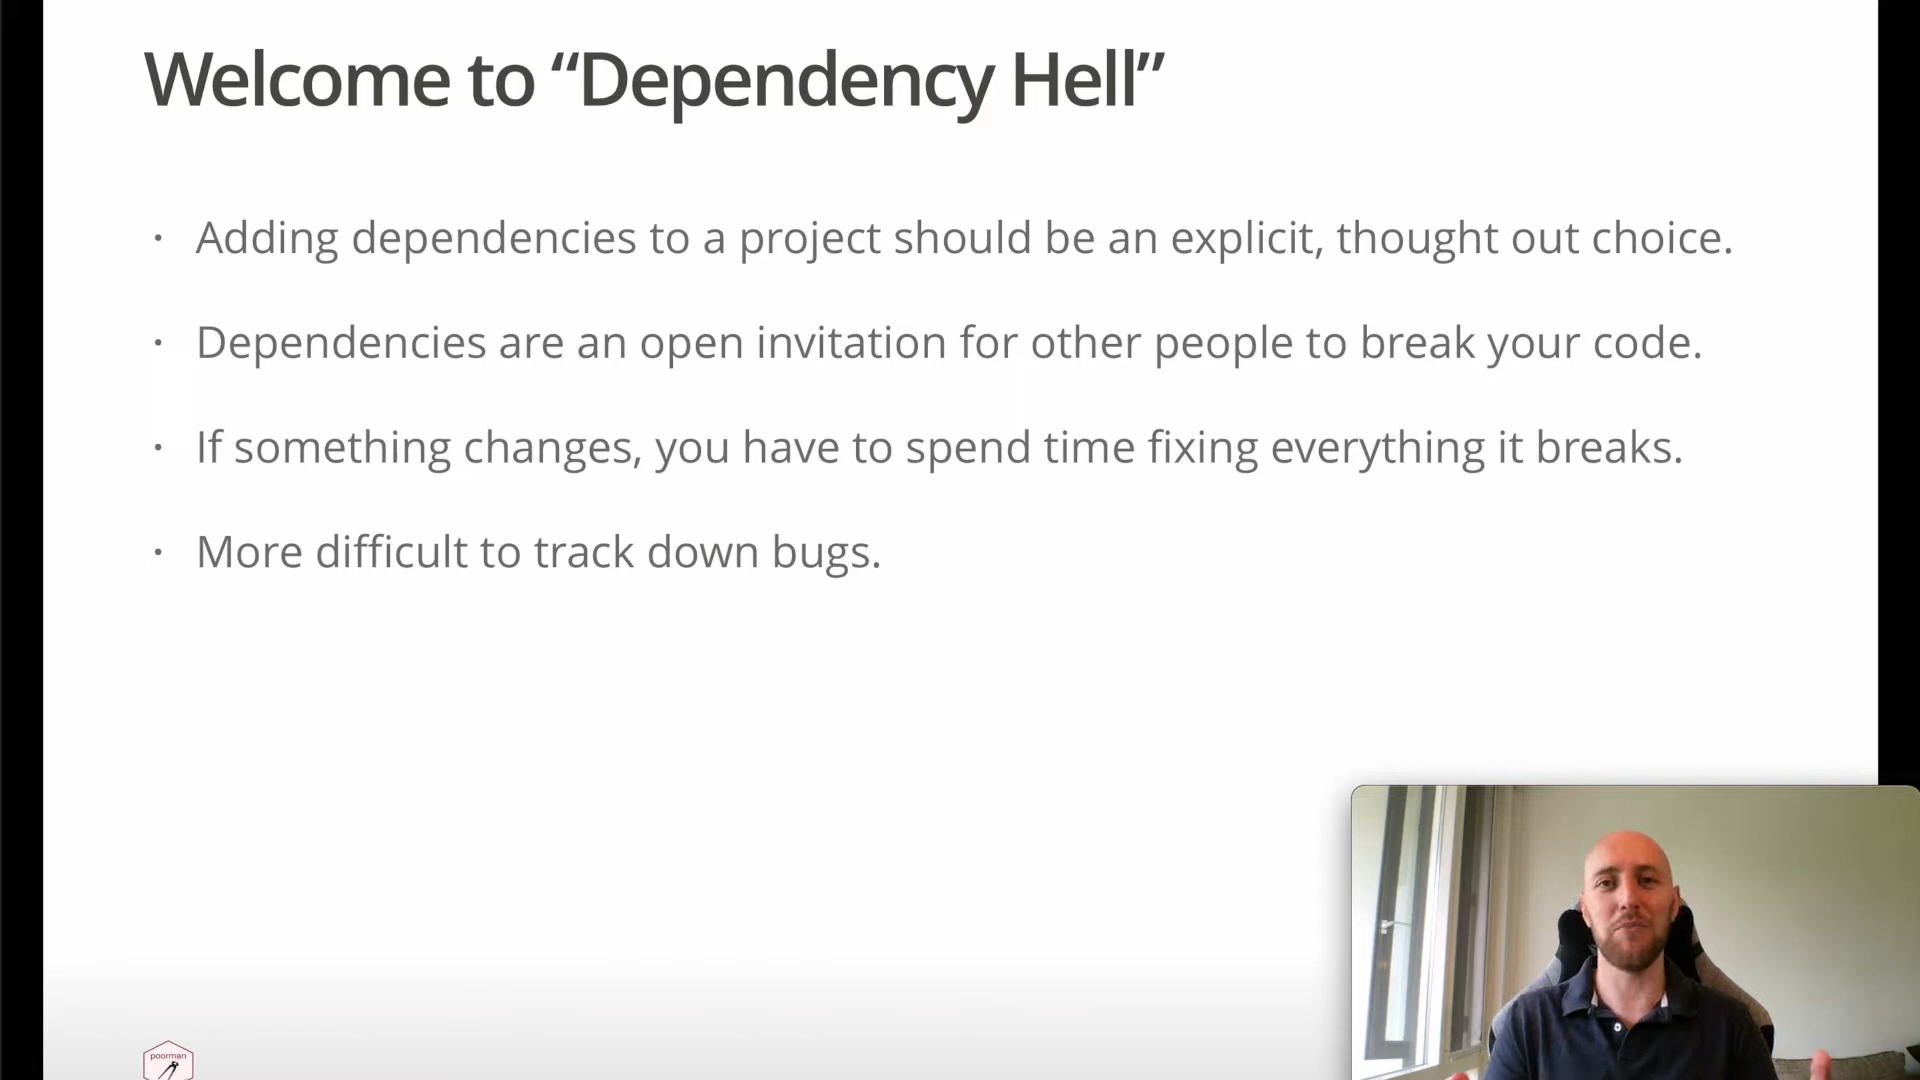 Welcome to “Dependency Hell”
· Adding dependencies to a project should be an explicit, thought out choice.
· Dependencies are an open invitation for other people to break your code.
· If something changes, you have to spend time fixing everything it breaks.
· More difficult to track down bugs.
poorman